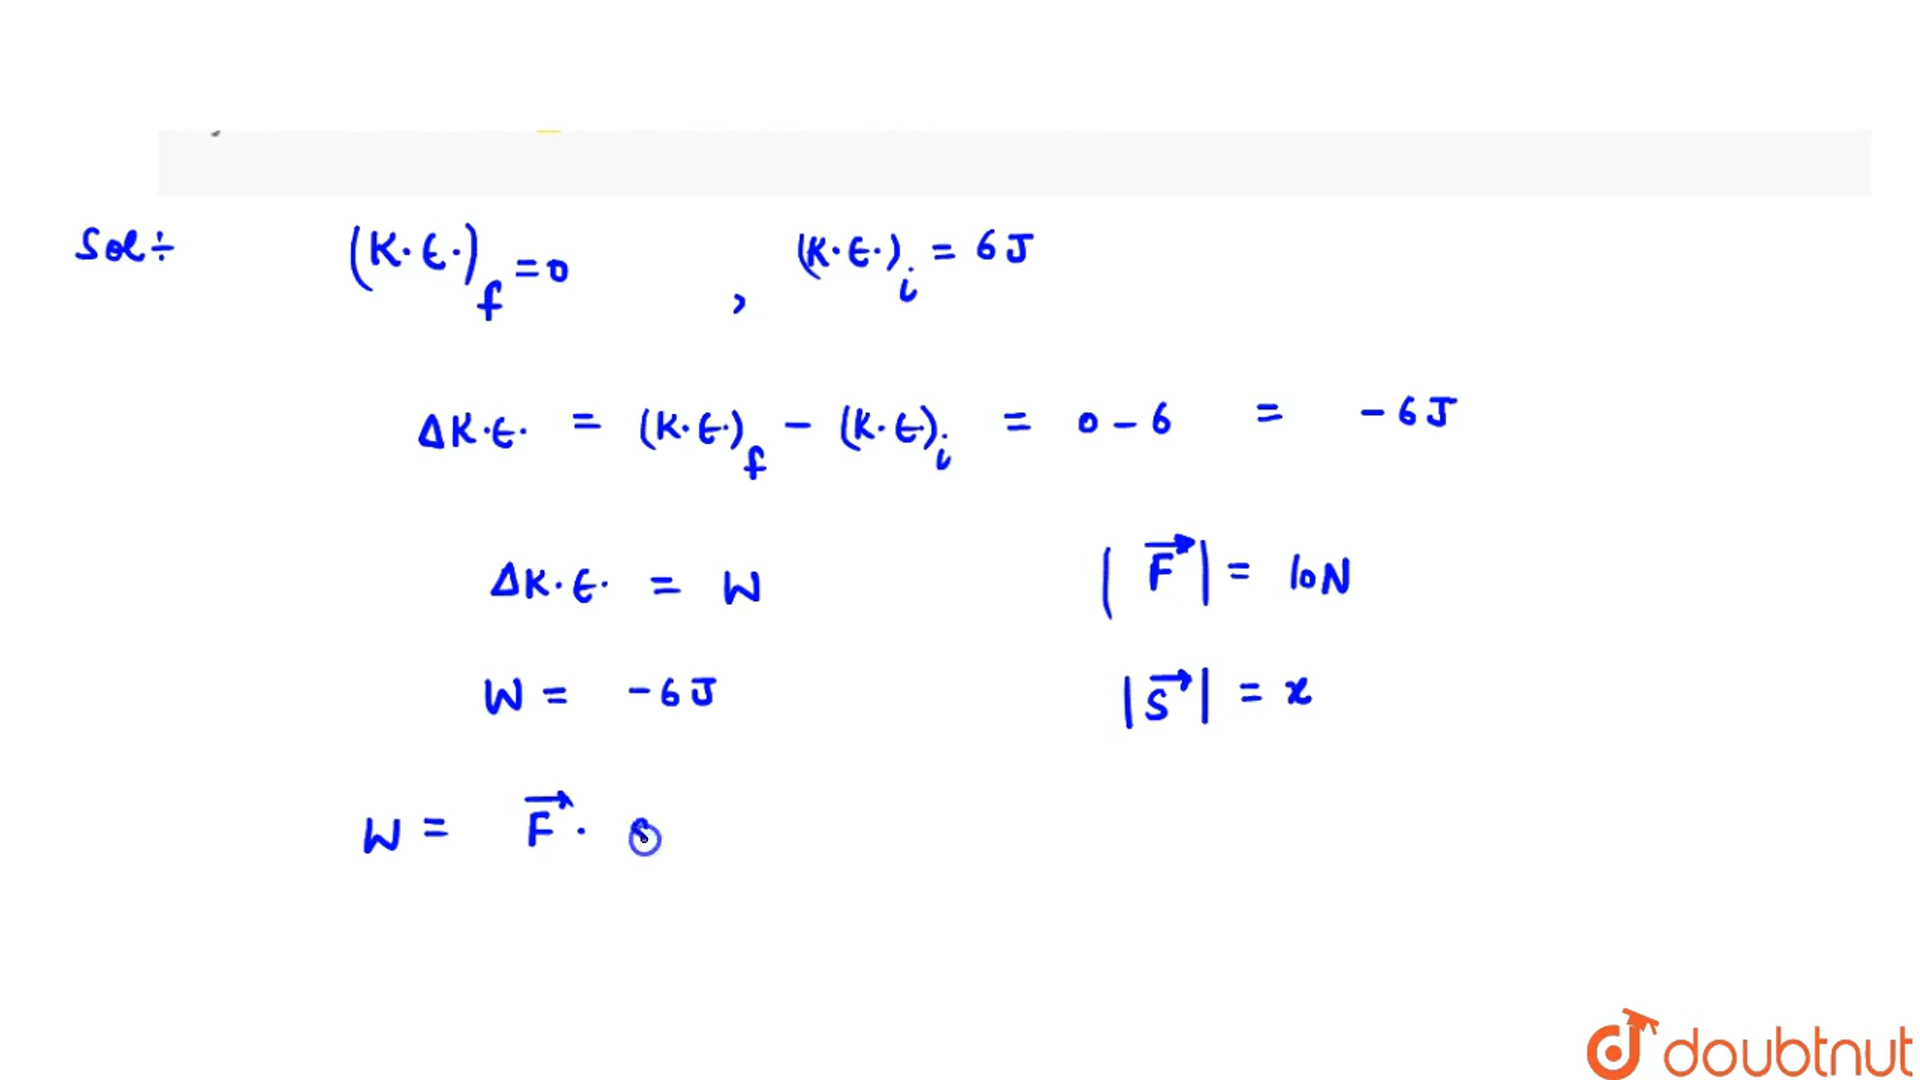 Sol ÷ (K.E.)f = 0 , (K.E.)i = 6J
ΔK.E. = (K.E.)f - (K.E)i = 0 - 6 = - 6J
ΔK.E. = W |F→| = 10N
W = - 6J |S→| = x
W = F→ . s
doubtnut